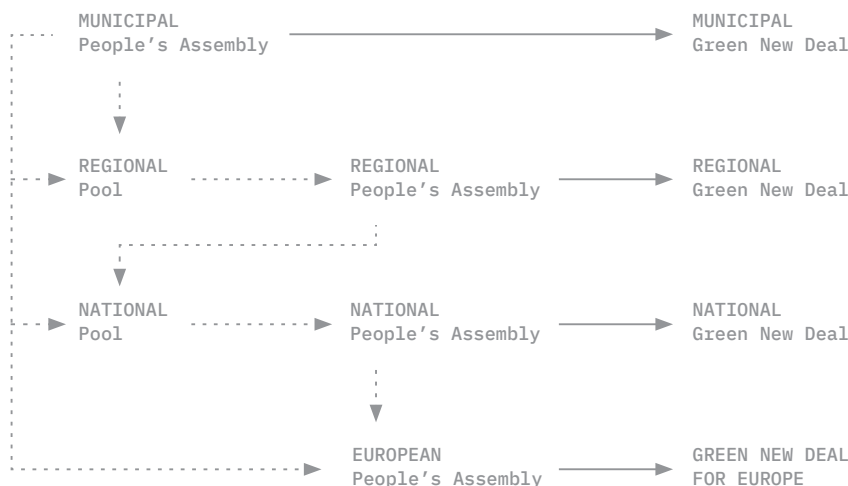 MUNICIPAL
People's Assembly
MUNICIPAL
Green New Deal
REGIONAL
Pool
REGIONAL
People's Assembly
REGIONAL
Green New Deal
NATIONAL
Pool
NATIONAL
People's Assembly
NATIONAL
Green New Deal
EUROPEAN
People's Assembly
GREEN NEW DEAL
FOR EUROPE